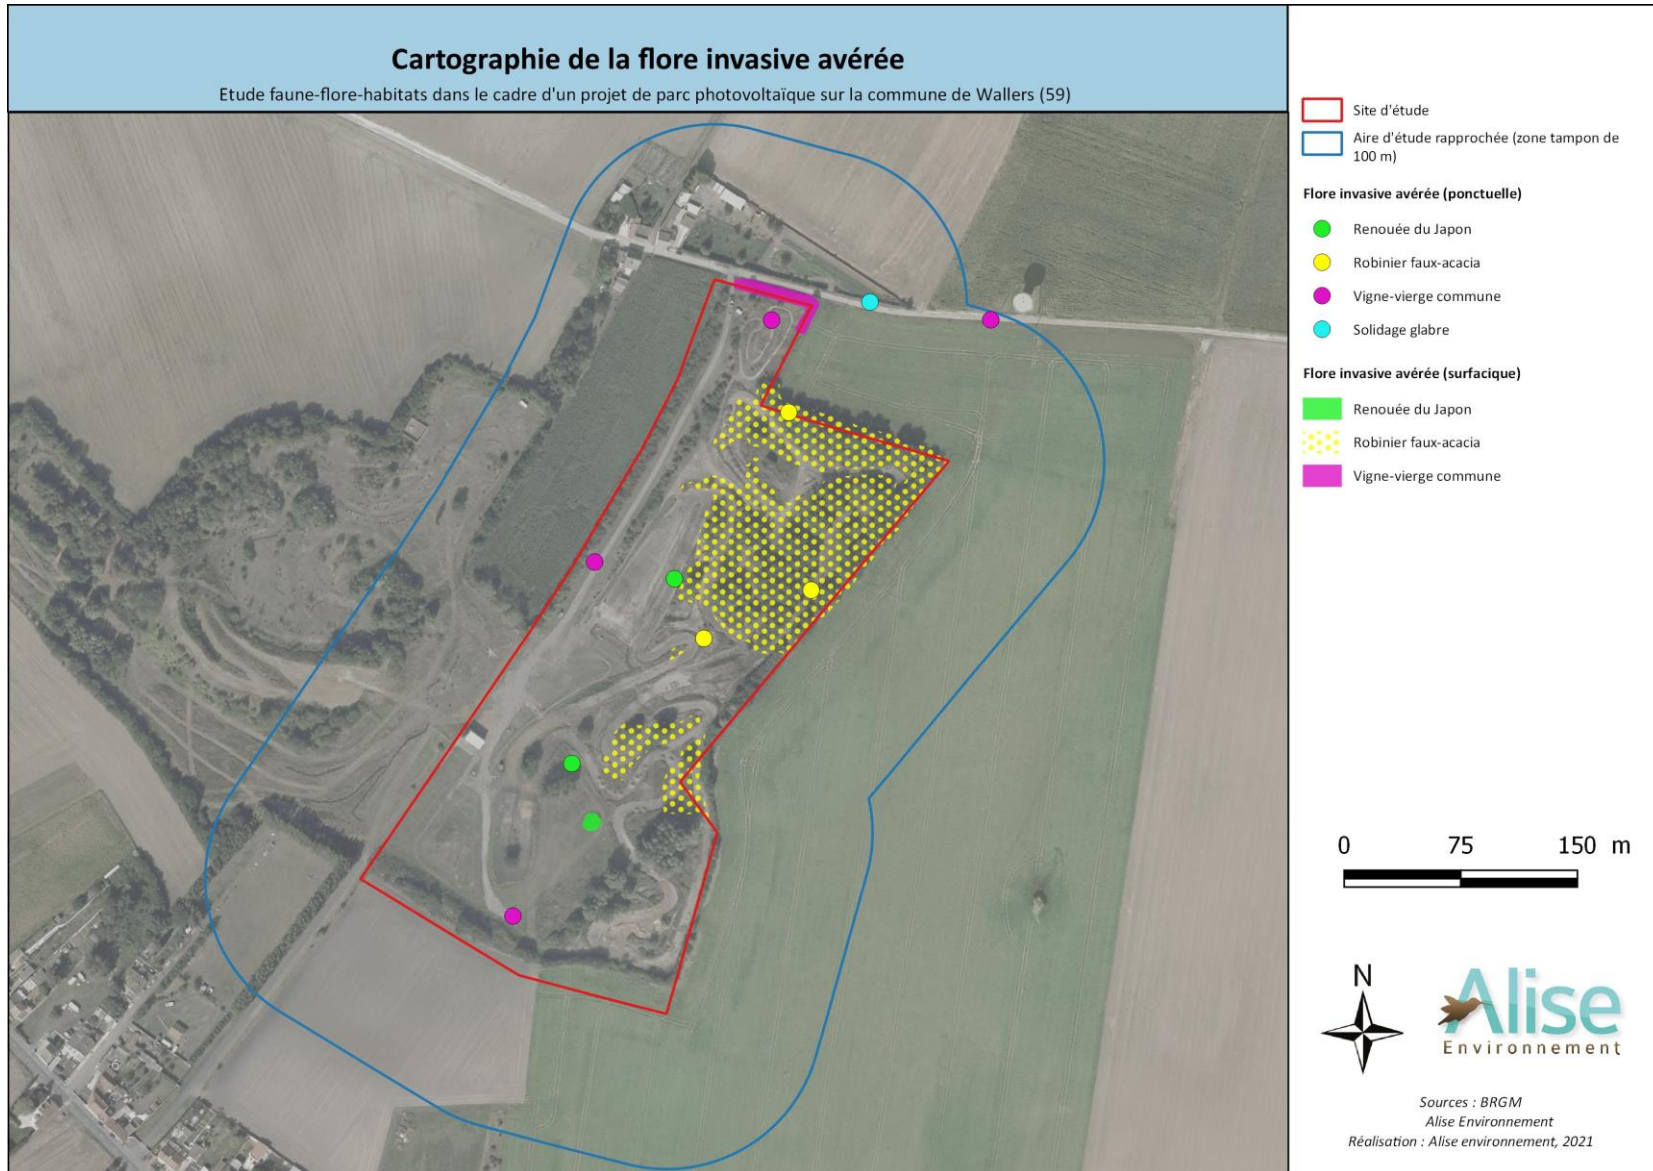 Cartographie de la flore invasive avérée
Etude faune-flore-habitats dans le cadre d'un projet de parc photovoltaïque sur la commune de Wallers (59)
Site d'étude
Aire d'étude rapprochée (zone tampon de
100 m)
Flore invasive avérée (ponctuelle)
Renouée du Japon
Robinier faux-acacia
Vigne-vierge commune
Solidage glabre
Flore invasive avérée (surfacique)
Renouée du Japon
Robinier faux-acacia
Vigne-vierge commune
0 75 150 m
N
Alise
Environnement
Sources : BRGM
Alise Environnement
Réalisation : Alise environnement, 2021